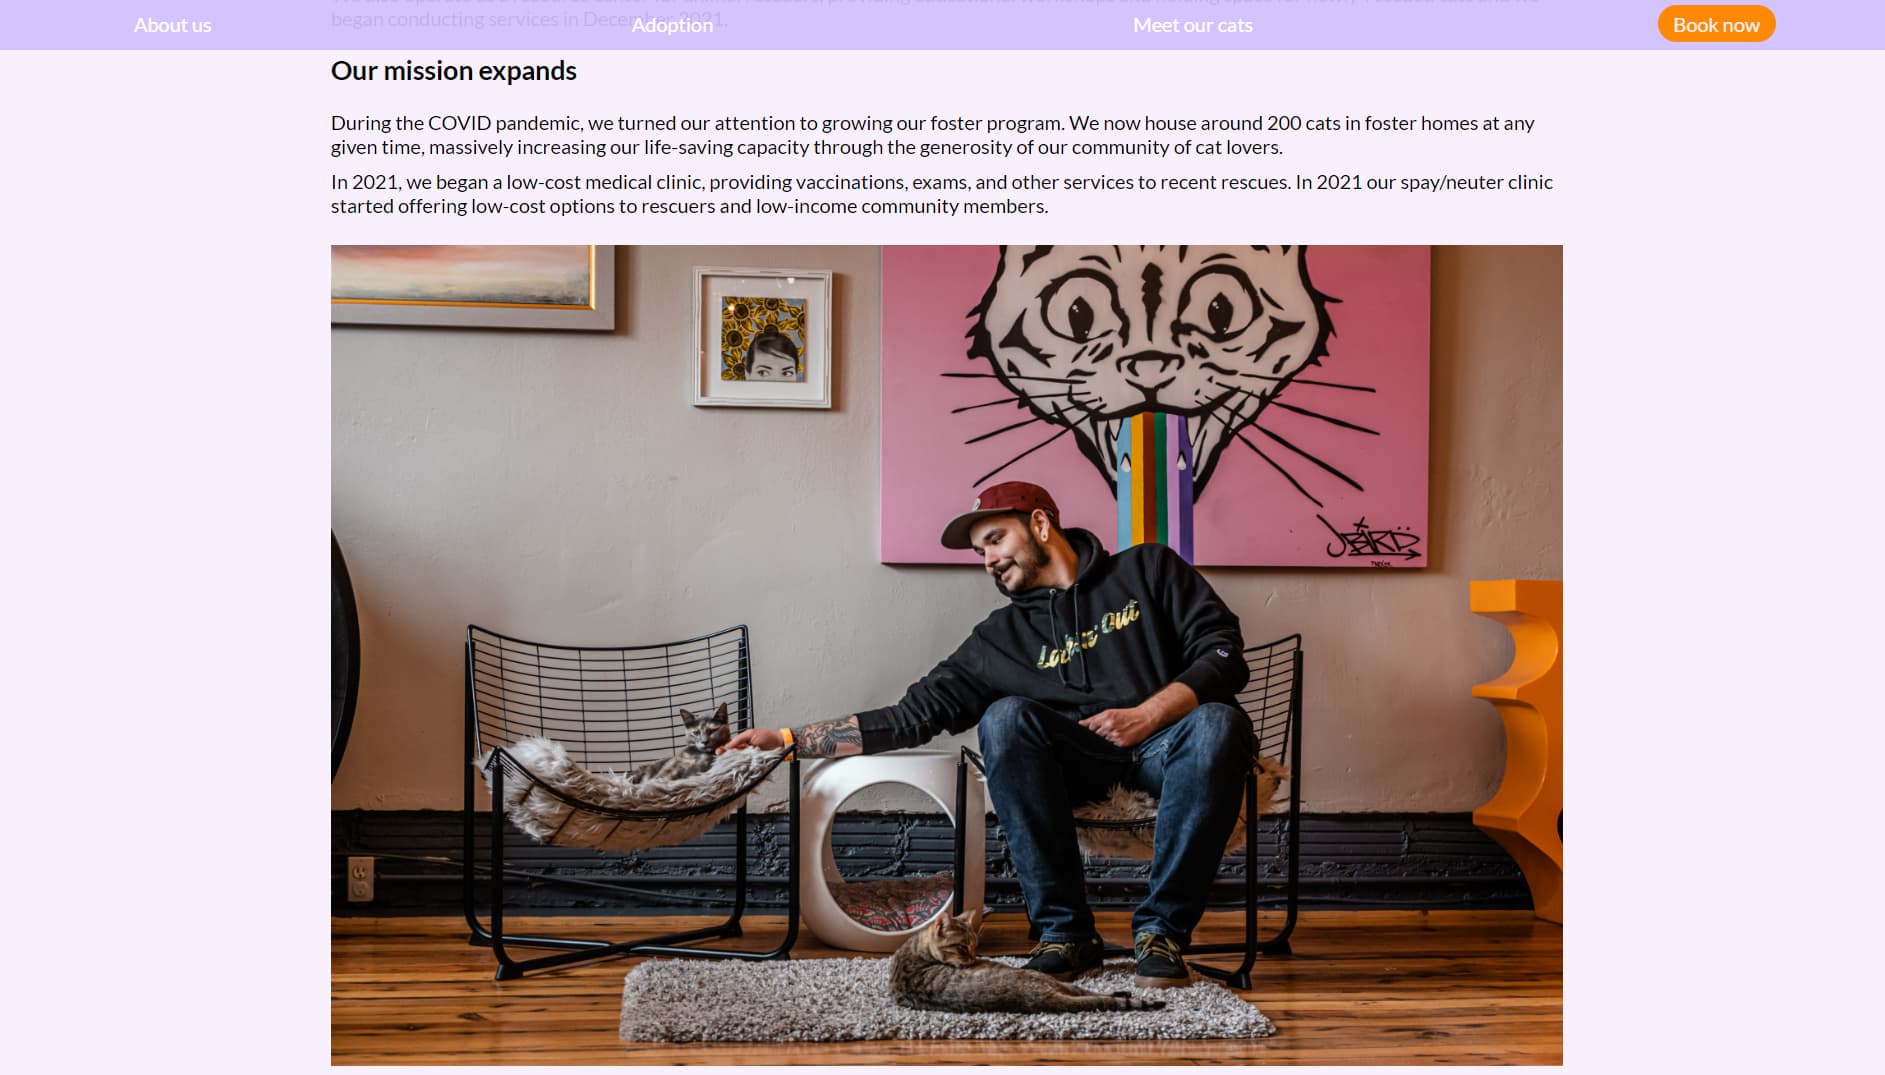 began conducting services in December 2021.
About us
Adoption
Meet our cats
Book now
Our mission expands
During the COVID pandemic, we turned our attention to growing our foster program. We now house around 200 cats in foster homes at any
given time, massively increasing our life-saving capacity through the generosity of our community of cat lovers.
In 2021, we began a low-cost medical clinic, providing vaccinations, exams, and other services to recent rescues. In 2021 our spay/neuter clinic
started offering low-cost options to rescuers and low-income community members.
JBIRD
Out